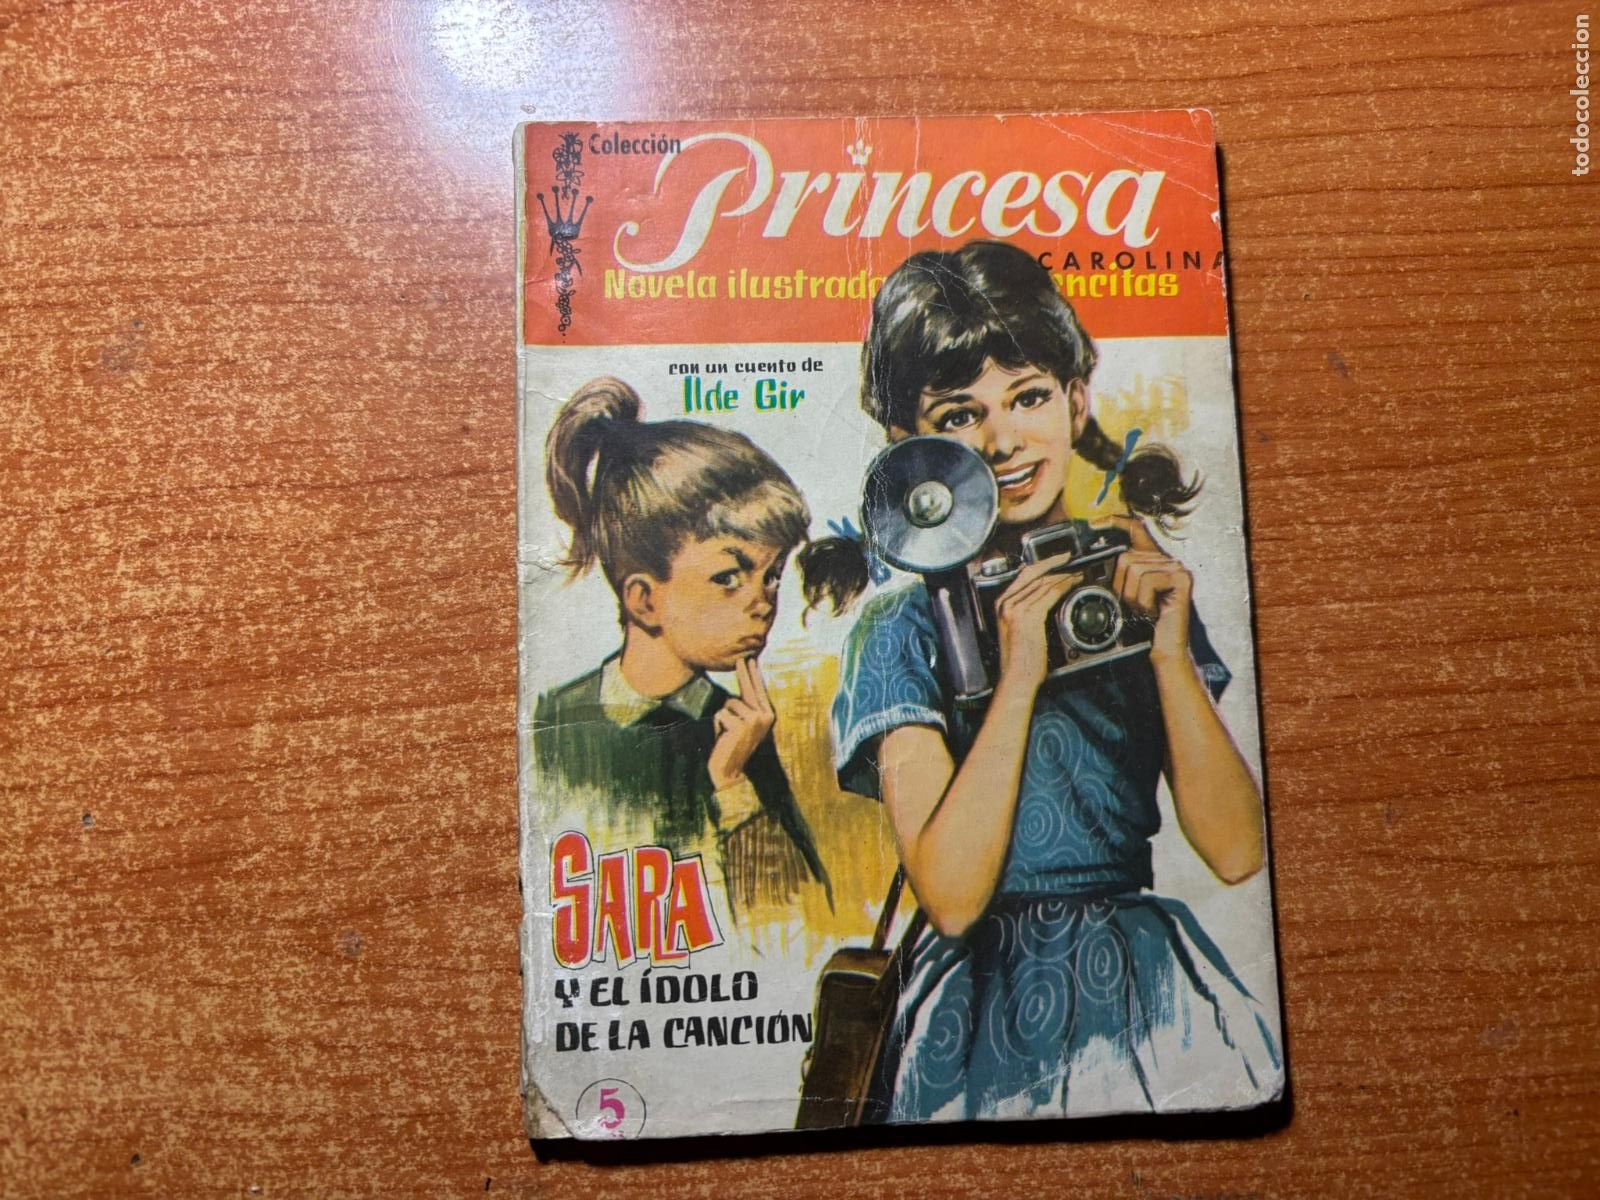 Colección
Princesa
CAROLINA
Novela ilustrada encitas
con un cuento de
Ilde Gir
SARA
Y EL ÍDOLO
DE LA CANCIÓN
5
todocoleccion